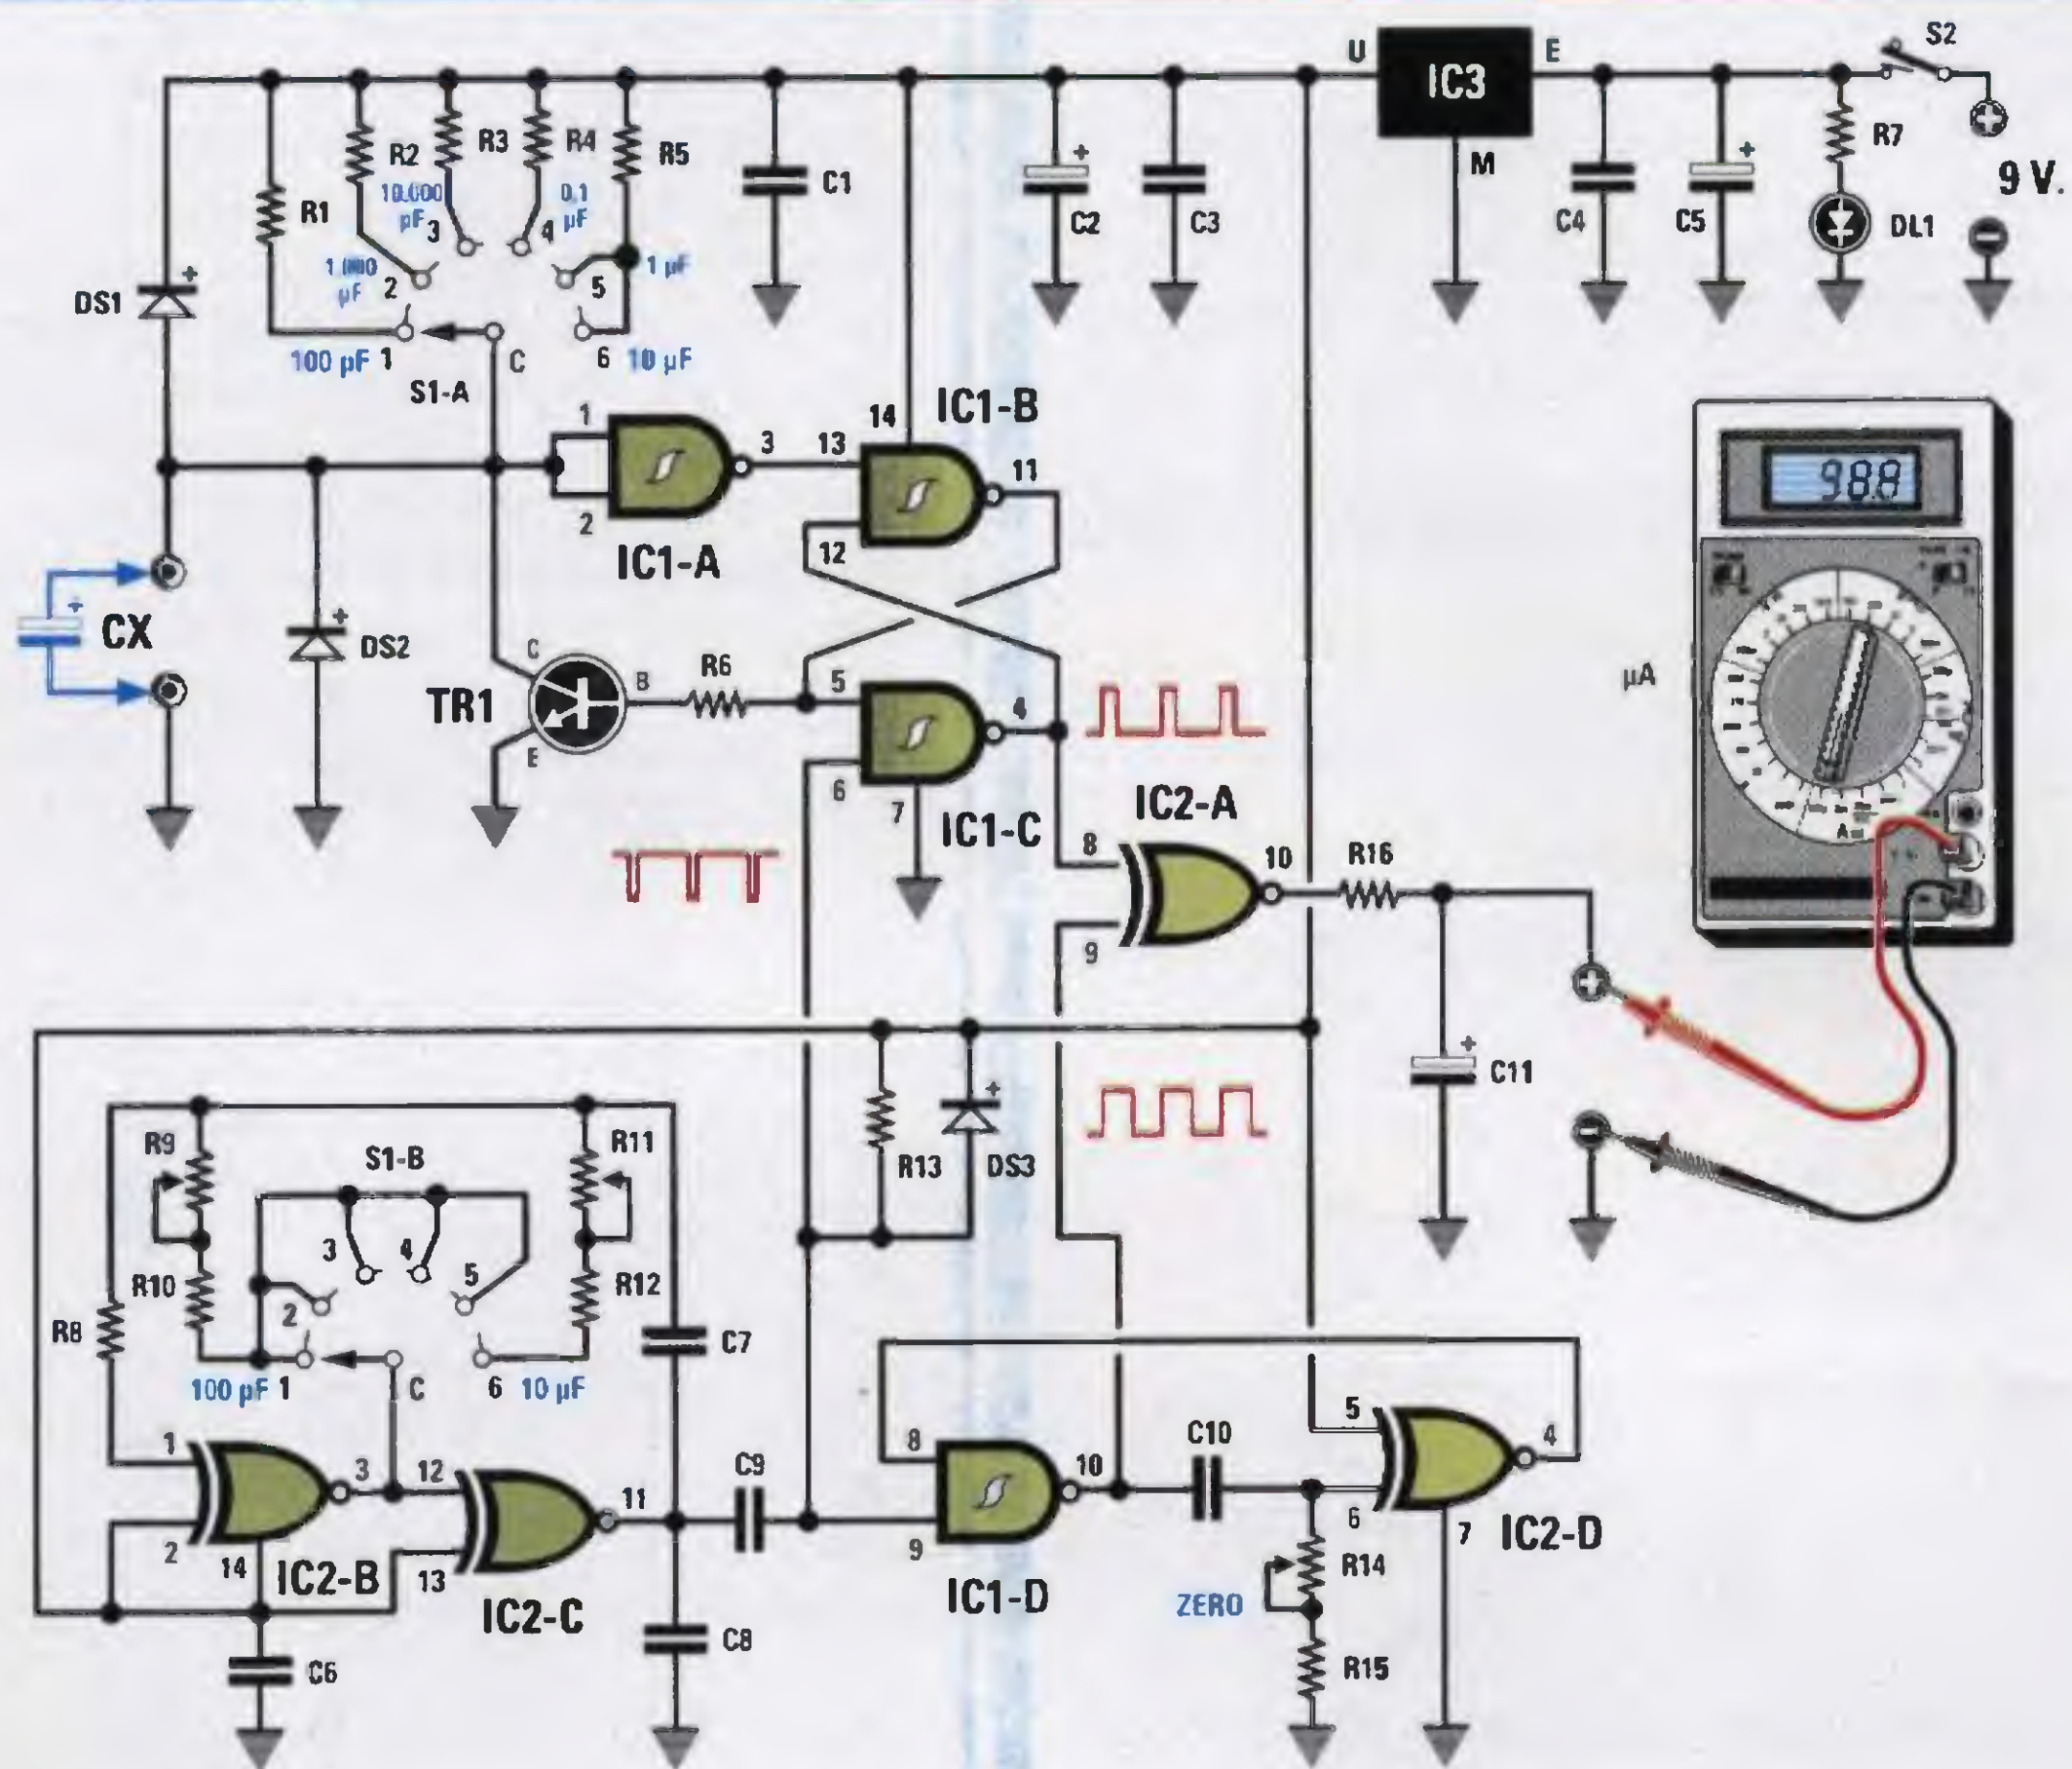 U
IC3
E
S2
M
R7
9 V.
C4
C5
DL1
R1
R2
10.000
pF
3
R3
R4
0,1
µF
4
R5
1 µF
5
2
µF
100 pF 1
S1-A
C
6 10 µF
DS1
C1
C2
C3
1
2
IC1-A
3
13
14
IC1-B
11
12
CX
DS2
TR1
C
B
E
R6
5
6
7
4
IC1-C
IC2-A
8
9
10
R16
µA
98.8
C11
R13
DS3
R9
R10
S1-B
R11
R12
3
4
2
5
R8
100 pF 1
C
6 10 µF
C7
1
2
3
14
IC2-B
12
13
11
IC2-C
C6
C8
C9
8
9
10
IC1-D
C10
5
6
4
7
IC2-D
ZERO
R14
R15